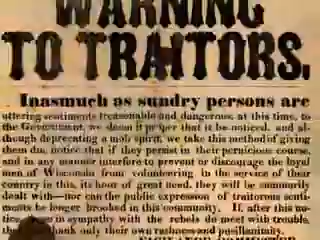 WARNING
TO TRAITORS.
Inasmuch as sundry persons are
uttering sentiments treasonable and dangerous, at this time, to
the Government, we deem it proper that it be noticed, and al-
though deprecating a mob spirit, we take this method of giving
them due notice that if they persist in their pernicious course,
and in any manner interfere to prevent or discourage the loyal
men of Wisconsin from volunteering in the service of their
country in this, its hour of great need, they will be summarily
dealt with—nor can the public expression of traitorous senti-
ments be longer brooked in this community. If, after this no-
tice, in sympathy with the rebels do meet with trouble,
thank only their own rashness and pusillanimity.